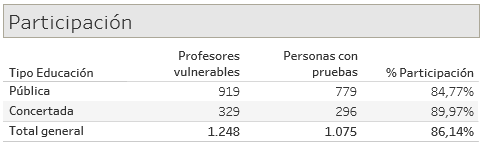 Participación
Profesores Personas con
Tipo Educación vulnerables pruebas % Participación
Pública 919 779 84,77%
Concertada 329 296 89,97%
Total general 1.248 1.075 86,14%